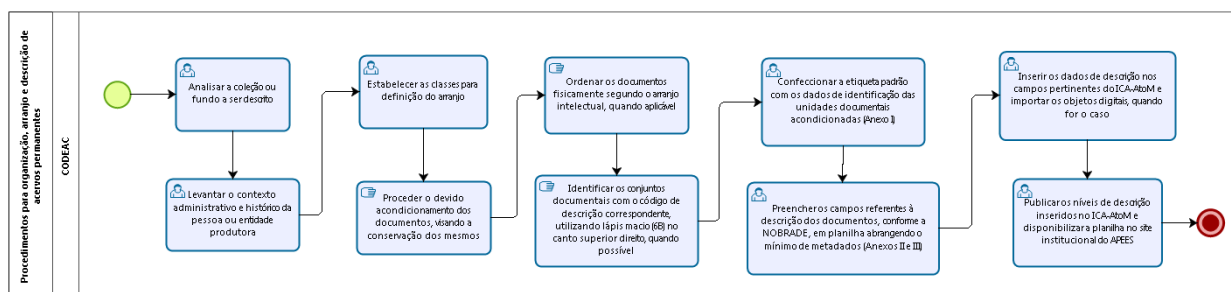 Procedimentos para organização, arranjo e descrição de
acervos permanentes
CODEAC
Analisar a coleção ou
fundo a ser descrito
Levantar o contexto
administrativo e histórico da
pessoa ou entidade
produtora
Estabelecer as classes para
definição do arranjo
Proceder o devido
acondicionamento dos
documentos, visando a
conservação dos mesmos
Ordenar os documentos
fisicamente segundo o arranjo
intelectual, quando aplicável
Identificar os conjuntos
documentais com o código de
descrição correspondente,
utilizando lápis macio (6B) no
canto superior direito, quando
possível
Confeccionar a etiqueta padrão
com os dados de identificação das
unidades documentais
acondicionadas (Anexo I)
Preencher os campos referentes à
descrição dos documentos, conforme a
NOBRADE, em planilha abrangendo o
mínimo de metadados (Anexos II e III)
Inserir os dados de descrição nos
campos pertinentes do ICA-AtoM e
importar os objetos digitais, quando
for o caso
Publicar os níveis de descrição
inseridos no ICA-AtoM e
disponibilizar a planilha no site
institucional do APEES